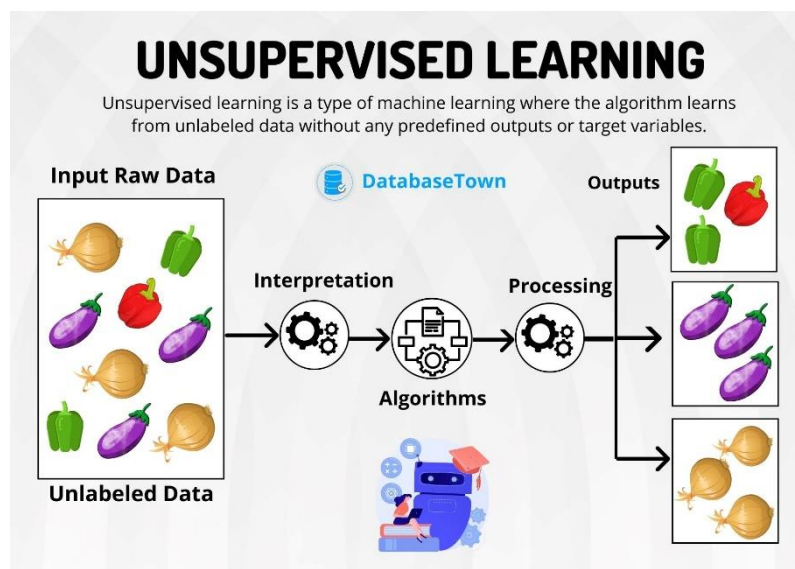 UNSUPERVISED LEARNING
Unsupervised learning is a type of machine learning where the algorithm learns
from unlabeled data without any predefined outputs or target variables.
Input Raw Data
DatabaseTown
Outputs
Interpretation
Processing
Algorithms
Unlabeled Data